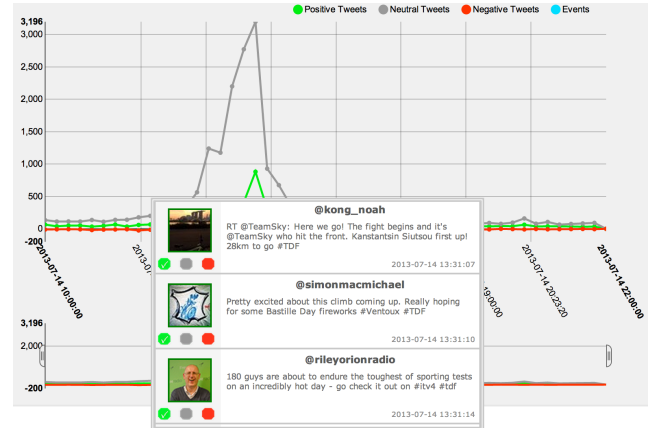 Positive Tweets Neutral Tweets Negative Tweets Events
3,196
3,000
2,500
2,000
1,500
1,000
500
0
-200
2013-07-14 10:00:00
2013-07-14 20:23:20
2013-07-14 22:00:00
@kong_noah
RT @TeamSky: Here we go! The fight begins and it's
@TeamSky who hit the front. Kanstantsin Siutsou first up!
28km to go #TDF
2013-07-14 13:31:07
@simonmacmichael
Pretty excited about this climb coming up. Really hoping
for some Bastille Day fireworks #Ventoux #TDF
2013-07-14 13:31:10
@rileyorionradio
180 guys are about to endure the toughest of sporting tests
on an incredibly hot day - go check it out on #itv4 #tdf
2013-07-14 13:31:14
3,196
2,000
-200